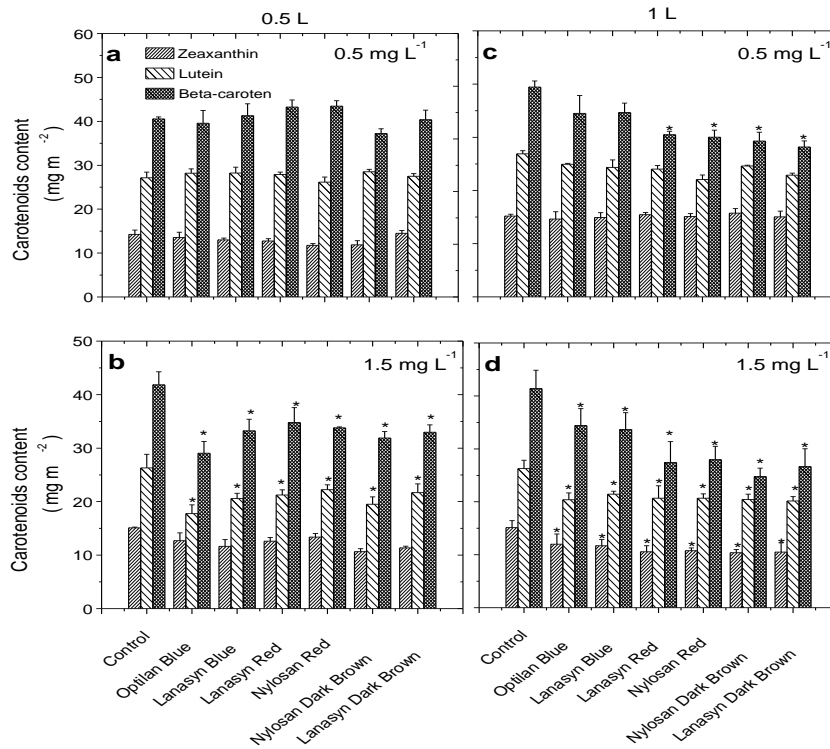 0.5 L
1 L
a
Zeaxanthin
Lutein
Beta-caroten
0.5 mg L-1
c
0.5 mg L-1
60
50
40
30
20
10
0
Carotenoids content
(mg m -2)
* * * *
b
1.5 mg L-1
d
1.5 mg L-1
50
40
30
20
10
0
Carotenoids content
(mg m -2)
* * * * * * * * * * * *
* * * * * * * * * * * * * * * * * *
Control
Optilan Blue
Lanasyn Blue
Lanasyn Red
Nylosan Red
Nylosan Dark Brown
Lanasyn Dark Brown
Control
Optilan Blue
Lanasyn Blue
Lanasyn Red
Nylosan Red
Nylosan Dark Brown
Lanasyn Dark Brown